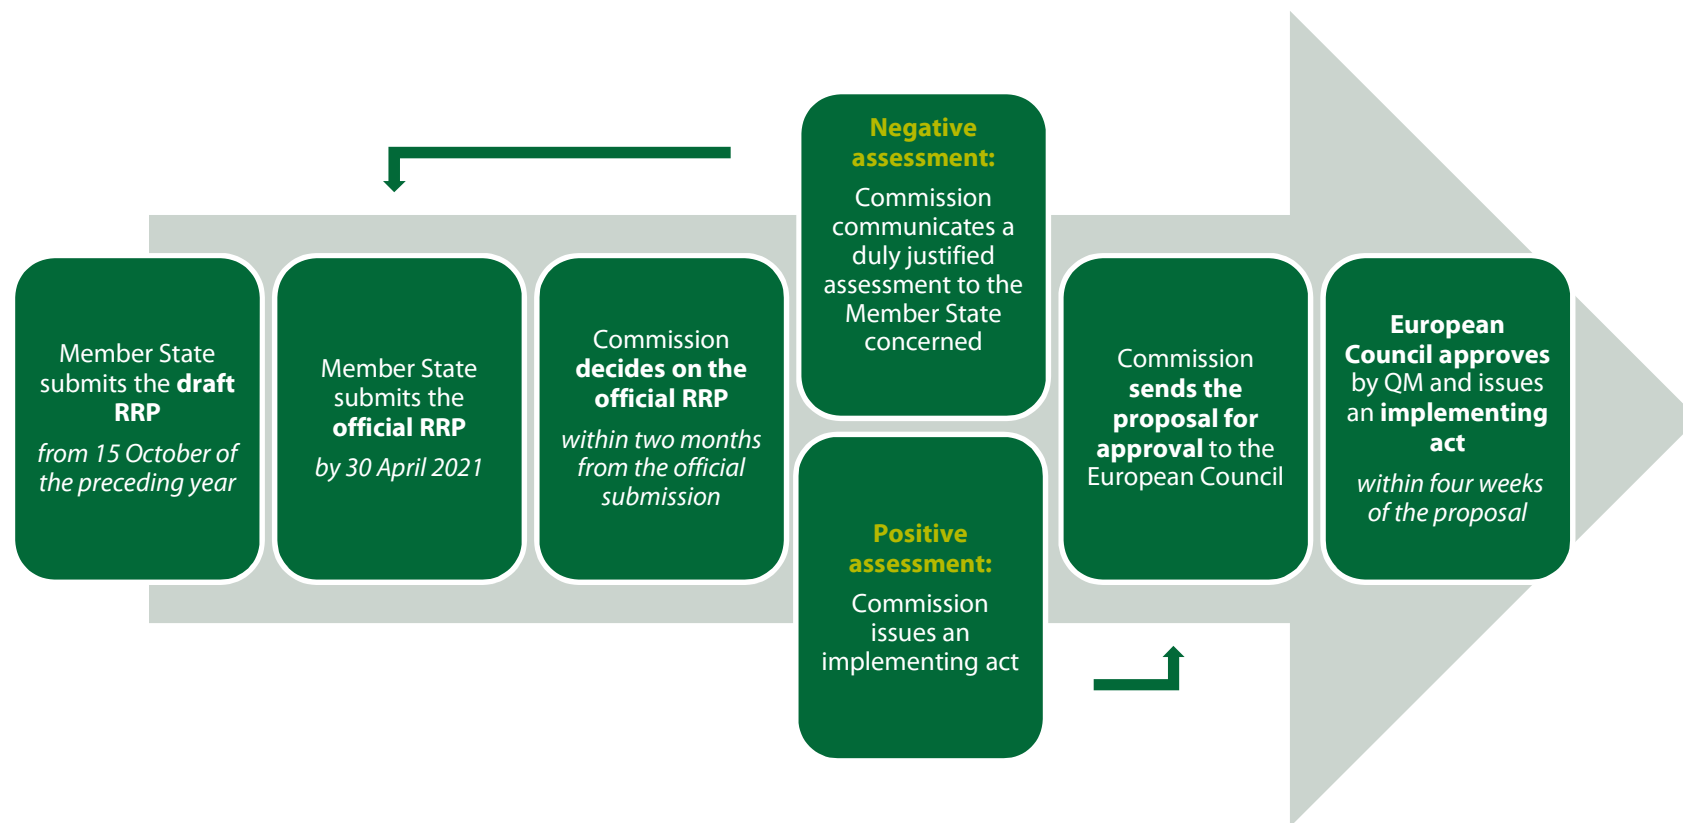 Member State
submits the draft
RRP
from 15 October of
the preceding year
Member State
submits the
official RRP
by 30 April 2021
Commission
decides on the
official RRP
within two months
from the official
submission
Negative
assessment:
Commission
communicates a
duly justified
assessment to the
Member State
concerned
Positive
assessment:
Commission
issues an
implementing act
Commission
sends the
proposal for
approval to the
European Council
European
Council approves
by QM and issues
an implementing
act
within four weeks
of the proposal